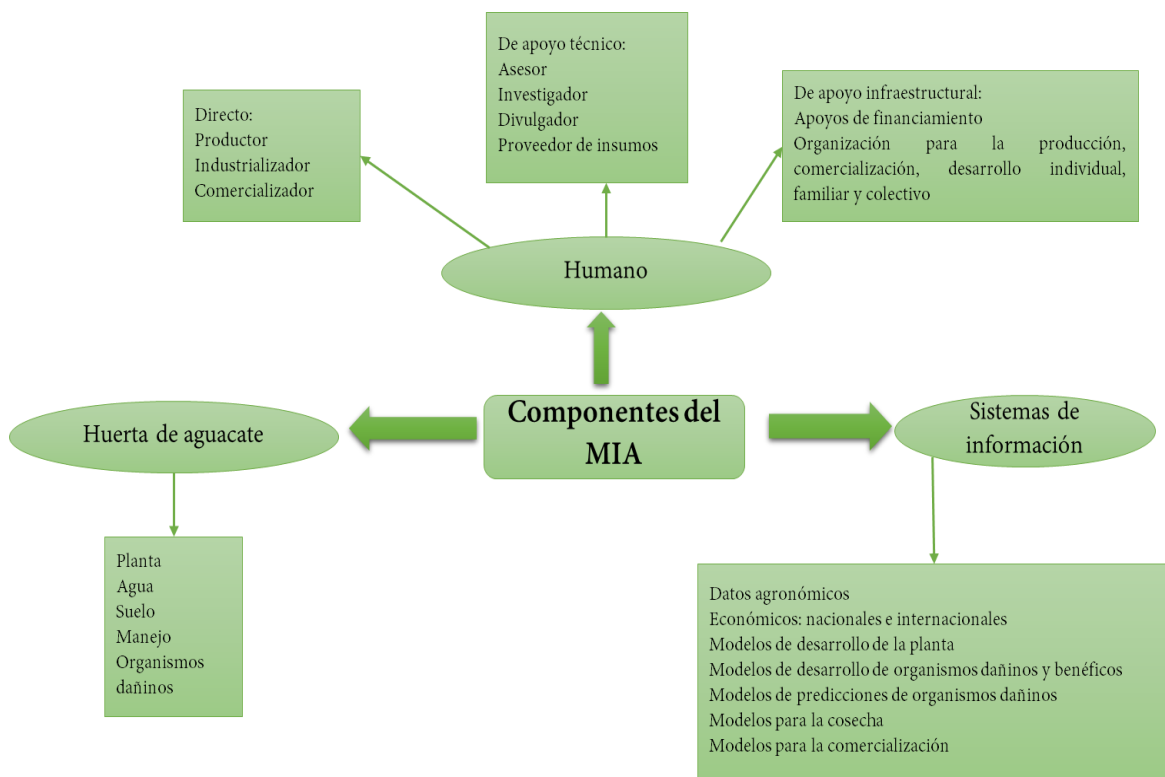 De apoyo técnico:
Asesor
Investigador
Divulgador
Proveedor de insumos
De apoyo infraestructural:
Apoyos de financiamiento
Organización para la producción,
comercialización, desarrollo individual,
familiar y colectivo
Directo:
Productor
Industrializador
Comercializador
Humano
Componentes del
MIA
Huerta de aguacate
Sistemas de
información
Planta
Agua
Suelo
Manejo
Organismos
dañinos
Datos agronómicos
Económicos: nacionales e internacionales
Modelos de desarrollo de la planta
Modelos de desarrollo de organismos dañinos y benéficos
Modelos de predicciones de organismos dañinos
Modelos para la cosecha
Modelos para la comercialización